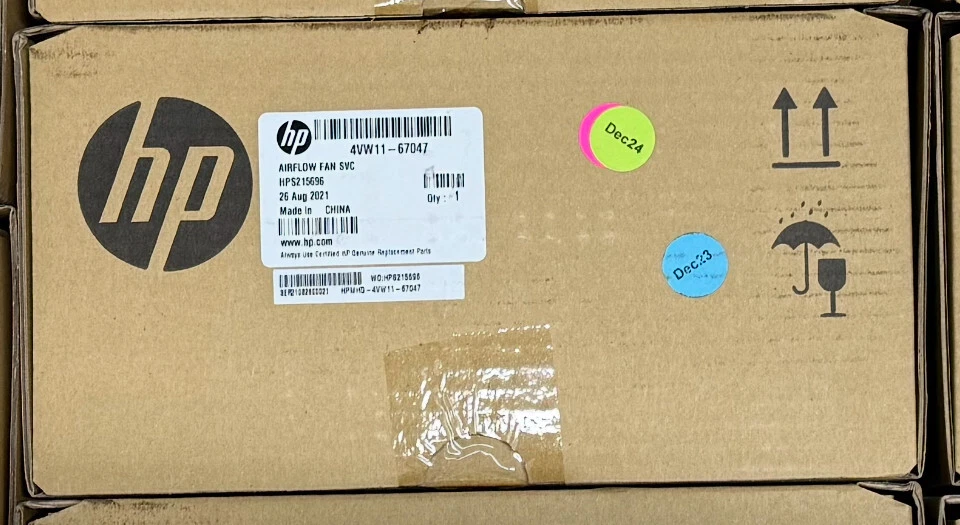 hp
hp
4VW11-67047
AIRFLOW FAN SVC
HPS215696
26 Aug 2021
Qty : 1
Made in CHINA
www.hp.com
Always Use Certified HP Genuine Replacement Parts
WO:HPS215696
HPMHD-4VW11-67047
Dec24
Dec23